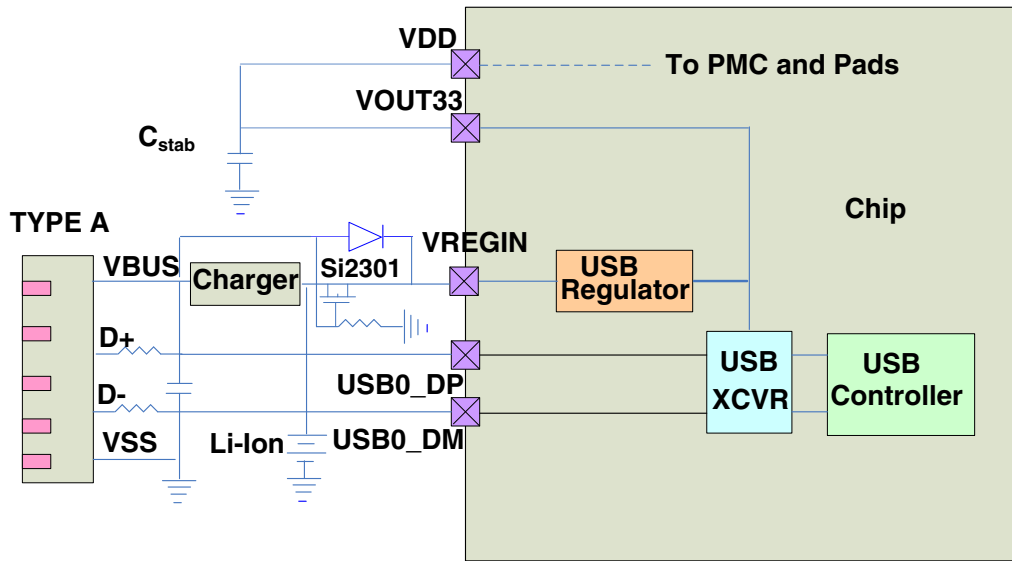 VDD
To PMC and Pads
VOUT33
Cstab
Chip
TYPE A
VREGIN
VBUS
Charger
Si2301
USB
Regulator
D+
USB
XCVR
USB
Controller
USB0_DP
D-
VSS
Li-Ion
USB0_DM